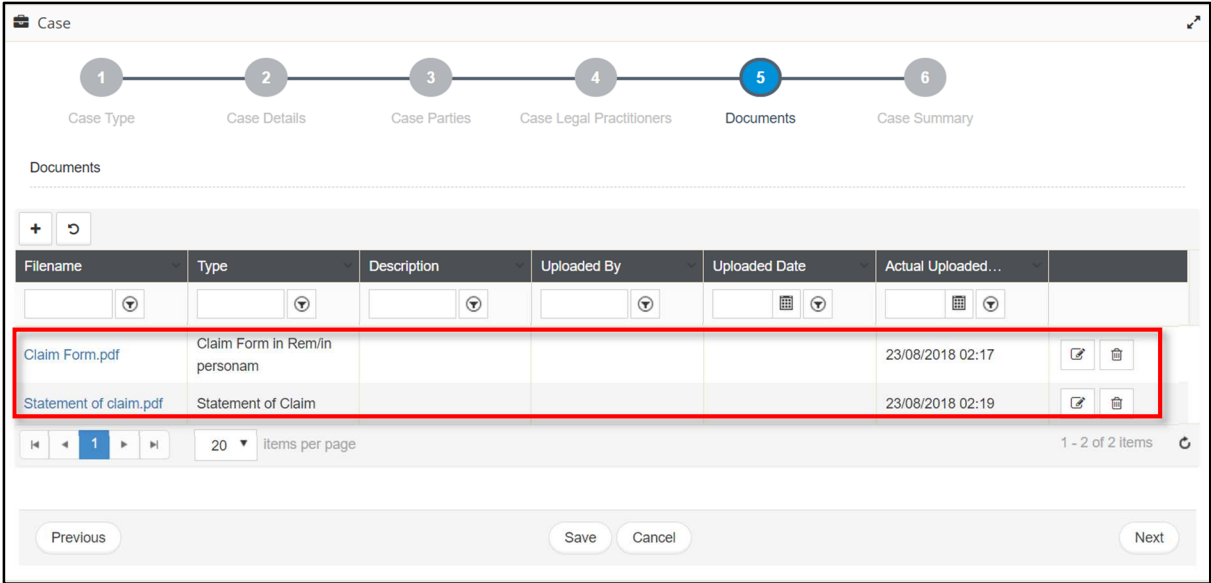 Case
1 2 3 4 5 6
Case Type Case Details Case Parties Case Legal Practitioners Documents Case Summary
Documents
Filename Type Description Uploaded By Uploaded Date Actual Uploaded...
Claim Form.pdf Claim Form in Rem/in personam 23/08/2018 02:17
Statement of claim.pdf Statement of Claim 23/08/2018 02:19
1 20 items per page 1 - 2 of 2 items
Previous Save Cancel Next